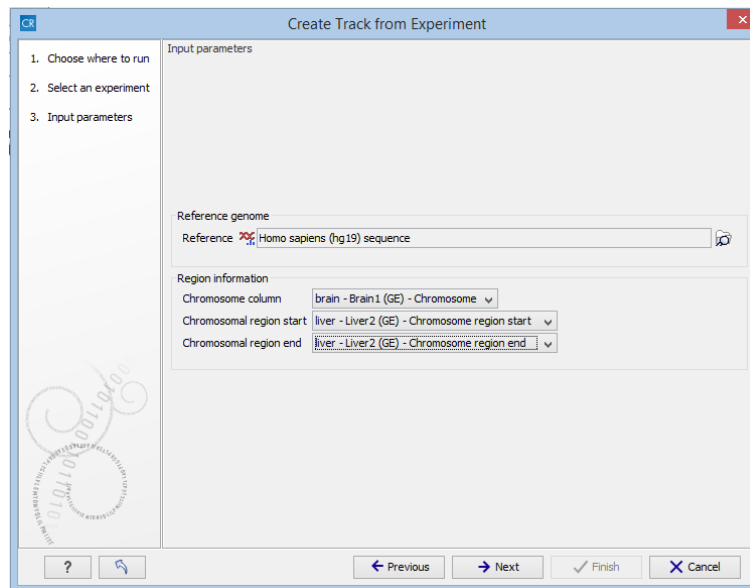 CR
Create Track from Experiment
1. Choose where to run
2. Select an experiment
3. Input parameters
Input parameters
Reference genome
Reference Homo sapiens (hg19) sequence
Region information
Chromosome column brain - Brain1 (GE) - Chromosome
Chromosomal region start liver - Liver2 (GE) - Chromosome region start
Chromosomal region end liver - Liver2 (GE) - Chromosome region end
? Previous Next Finish Cancel